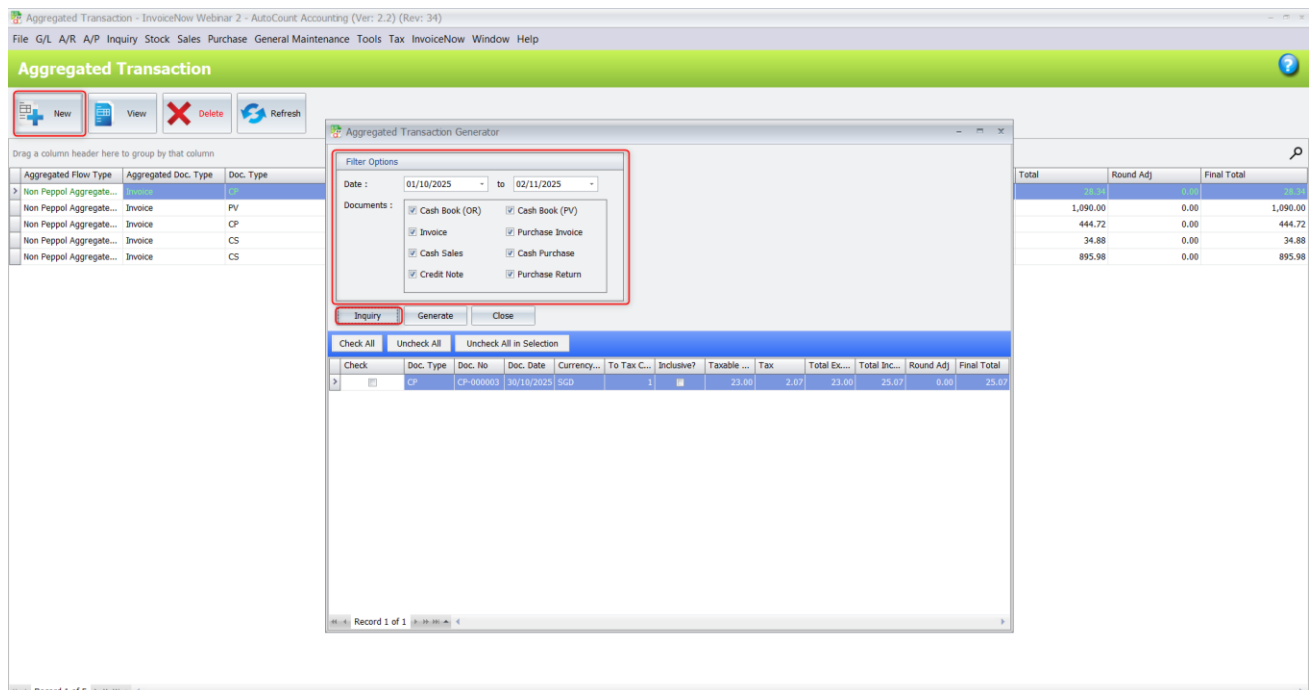 Aggregated Transaction - InvoiceNow Webinar 2 - AutoCount Accounting (Ver: 2.2) (Rev: 34)
File G/L A/R A/P Inquiry Stock Sales Purchase General Maintenance Tools Tax InvoiceNow Window Help
Aggregated Transaction
New View Delete Refresh
Drag a column header here to group by that column
Aggregated Flow Type Aggregated Doc. Type Doc. Type Total Round Adj Final Total
Non Peppol Aggregate... Invoice CP 28.34 0.00 28.34
Non Peppol Aggregate... Invoice PV 1,090.00 0.00 1,090.00
Non Peppol Aggregate... Invoice CP 444.72 0.00 444.72
Non Peppol Aggregate... Invoice CS 34.88 0.00 34.88
Non Peppol Aggregate... Invoice CS 895.98 0.00 895.98
Aggregated Transaction Generator
Filter Options
Date : 01/10/2025 to 02/11/2025
Documents : Cash Book (OR) Cash Book (PV)
Invoice Purchase Invoice
Cash Sales Cash Purchase
Credit Note Purchase Return
Inquiry Generate Close
Check All Uncheck All Uncheck All in Selection
Check Doc. Type Doc. No Doc. Date Currency... To Tax C... Inclusive? Taxable ... Tax Total Ex.... Total Inc... Round Adj Final Total
CP CP-000003 30/10/2025 SGD 1 23.00 2.07 23.00 25.07 0.00 25.07
Record 1 of 1
Record 1 of 5